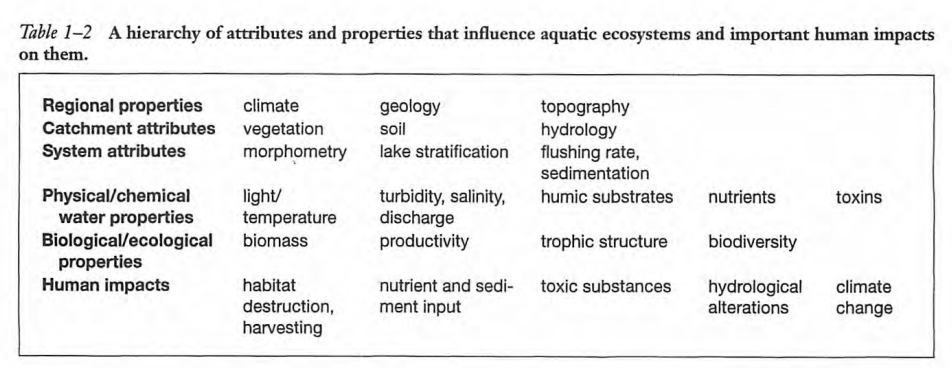 Table 1–2 A hierarchy of attributes and properties that influence aquatic ecosystems and important human impacts
on them.
Regional properties climate geology topography
Catchment attributes vegetation soil hydrology
System attributes morphometry lake stratification flushing rate,
sedimentation
Physical/chemical light/ turbidity, salinity, humic substrates nutrients toxins
water properties temperature discharge
Biological/ecological biomass productivity trophic structure biodiversity
properties
Human impacts habitat nutrient and sedi- toxic substances hydrological climate
destruction, ment input alterations change
harvesting